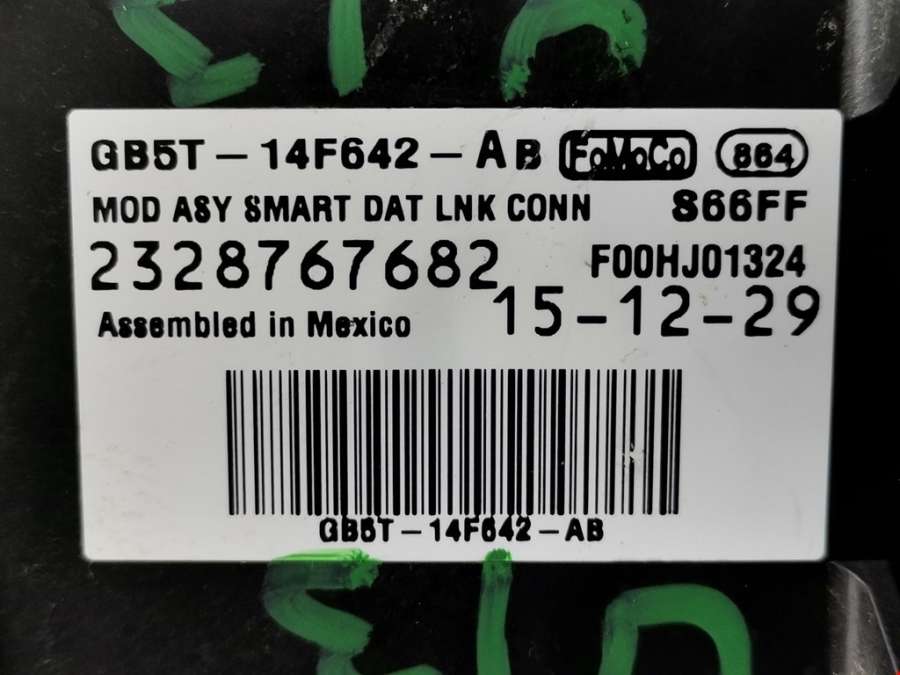 GB5T-14F642-AB FoMoCo 864
MOD ASY SMART DAT LNK CONN S66FF
2328767682 F00HJ01324
Assembled in Mexico 15-12-29
GB5T-14F642-AB